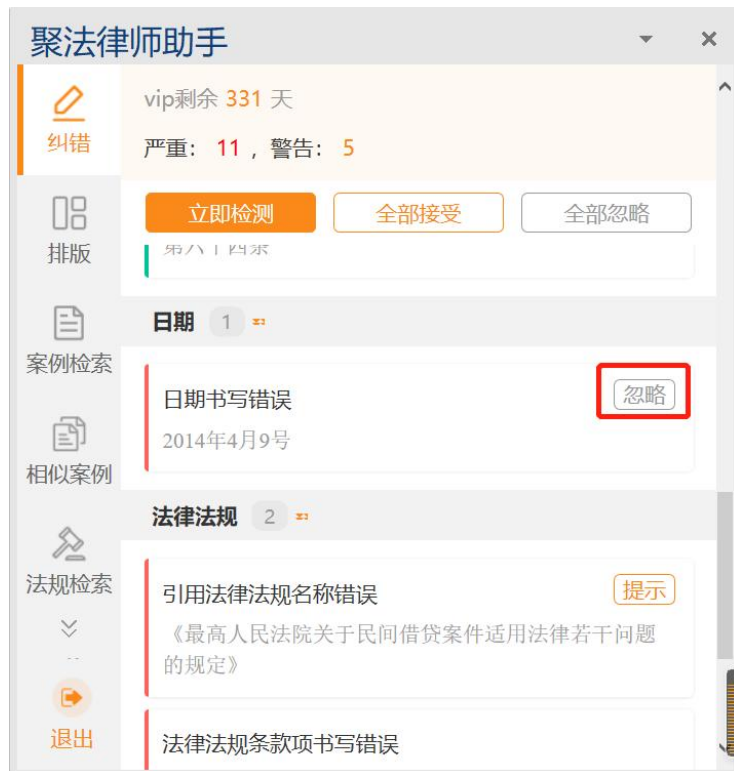 聚法律师助手
纠错
排版
案例检索
相似案例
法规检索
退出
vip剩余 331 天
严重： 11 ，警告： 5
立即检测
全部接受
全部忽略
第六十四条
日期 1
日期书写错误
忽略
2014年4月9号
法律法规 2
引用法律法规名称错误
提示
《最高人民法院关于民间借贷案件适用法律若干问题
的规定》
法律法规条款项书写错误